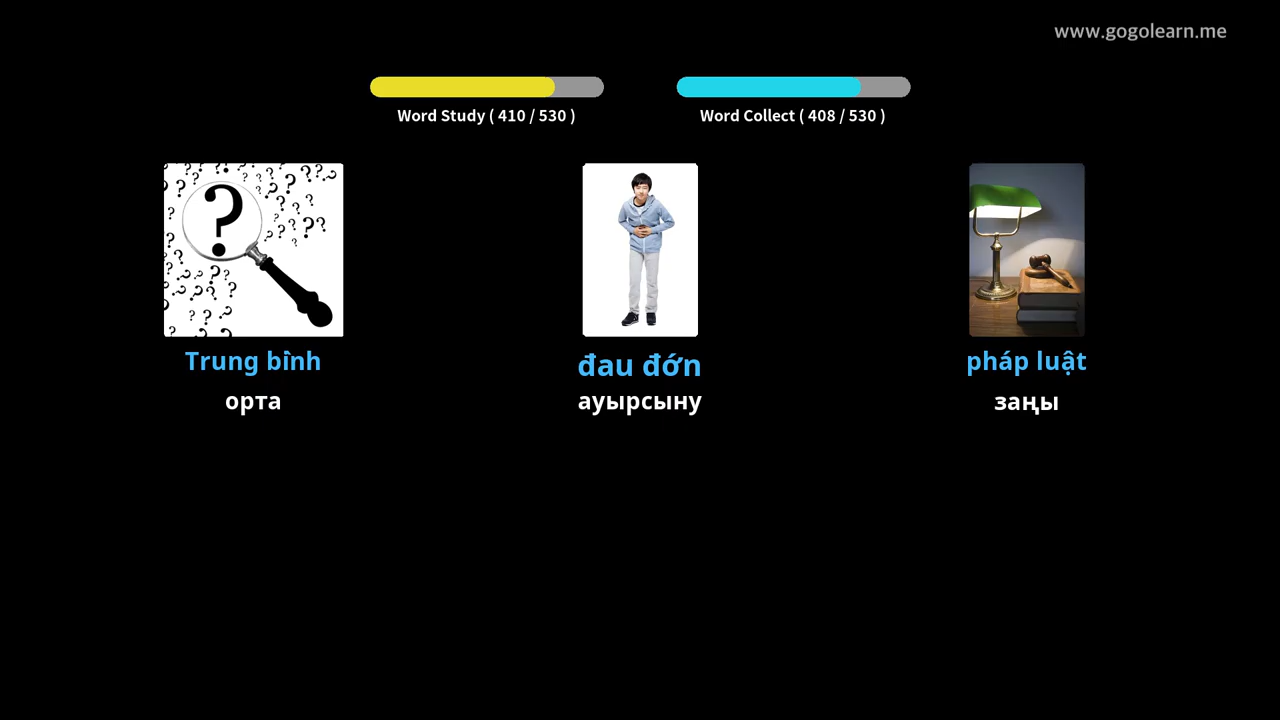 www.gogolearn.me
Word Study ( 410 / 530 )
Word Collect ( 408 / 530 )
Trung bình
орта
đau đớn
ауырсыну
pháp luật
заңы